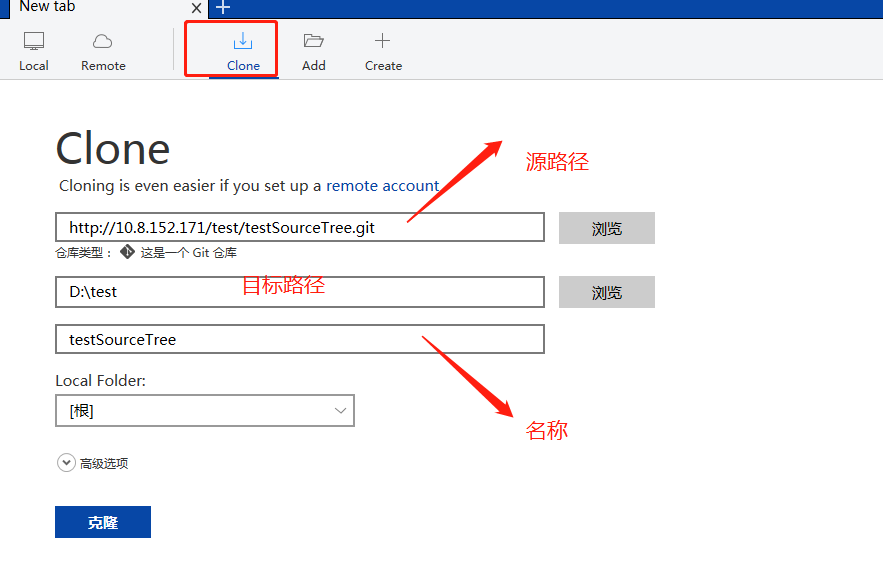 New tab
Local
Remote
Clone
Add
Create
Clone
Cloning is even easier if you set up a remote account
源路径
http://10.8.152.171/test/testSourceTree.git
浏览
仓库类型： 这是一个 Git 仓库
D:\test
目标路径
浏览
testSourceTree
Local Folder:
[根]
名称
高级选项
克隆